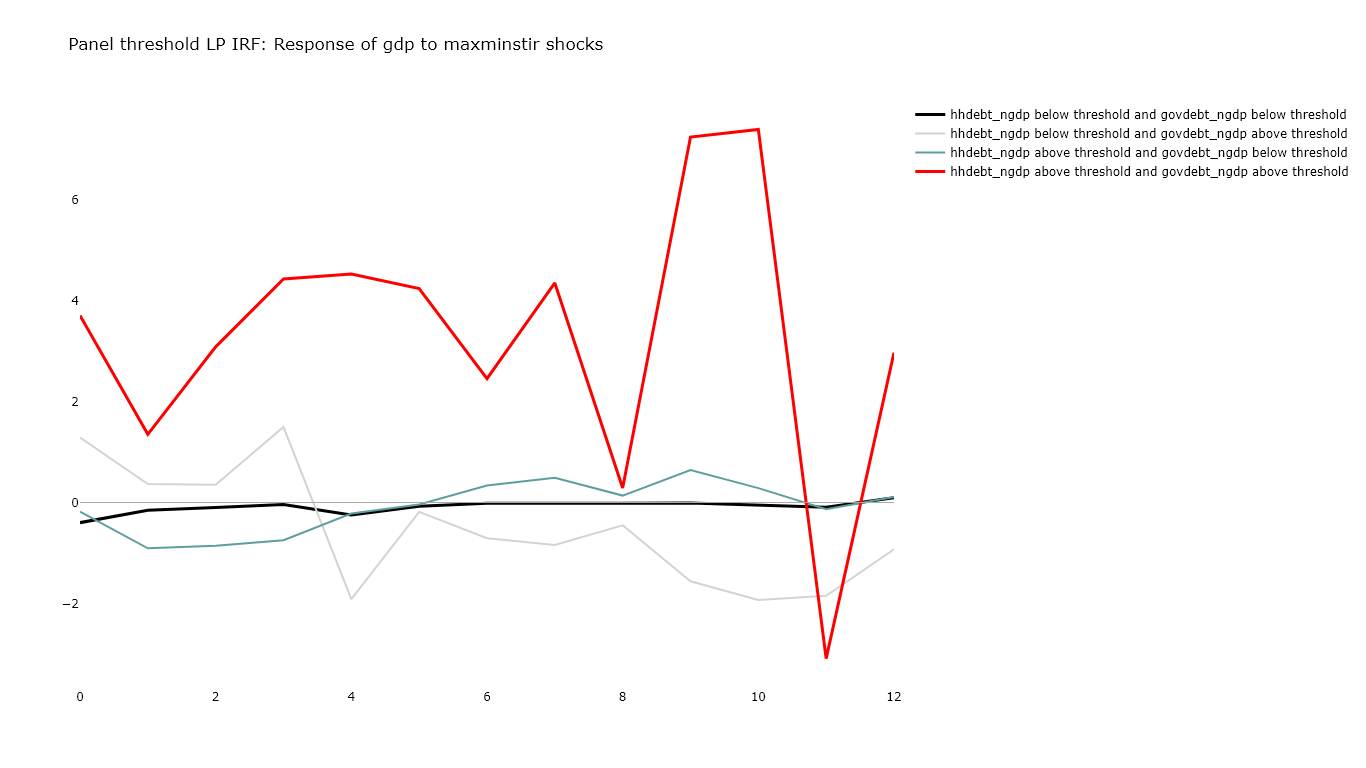 Panel threshold LP IRF: Response of gdp to maxminstir shocks
hhdebt_ngdp below threshold and govdebt_ngdp below threshold
hhdebt_ngdp below threshold and govdebt_ngdp above threshold
hhdebt_ngdp above threshold and govdebt_ngdp below threshold
hhdebt_ngdp above threshold and govdebt_ngdp above threshold
6
4
2
0
−2
0 2 4 6 8 10 12